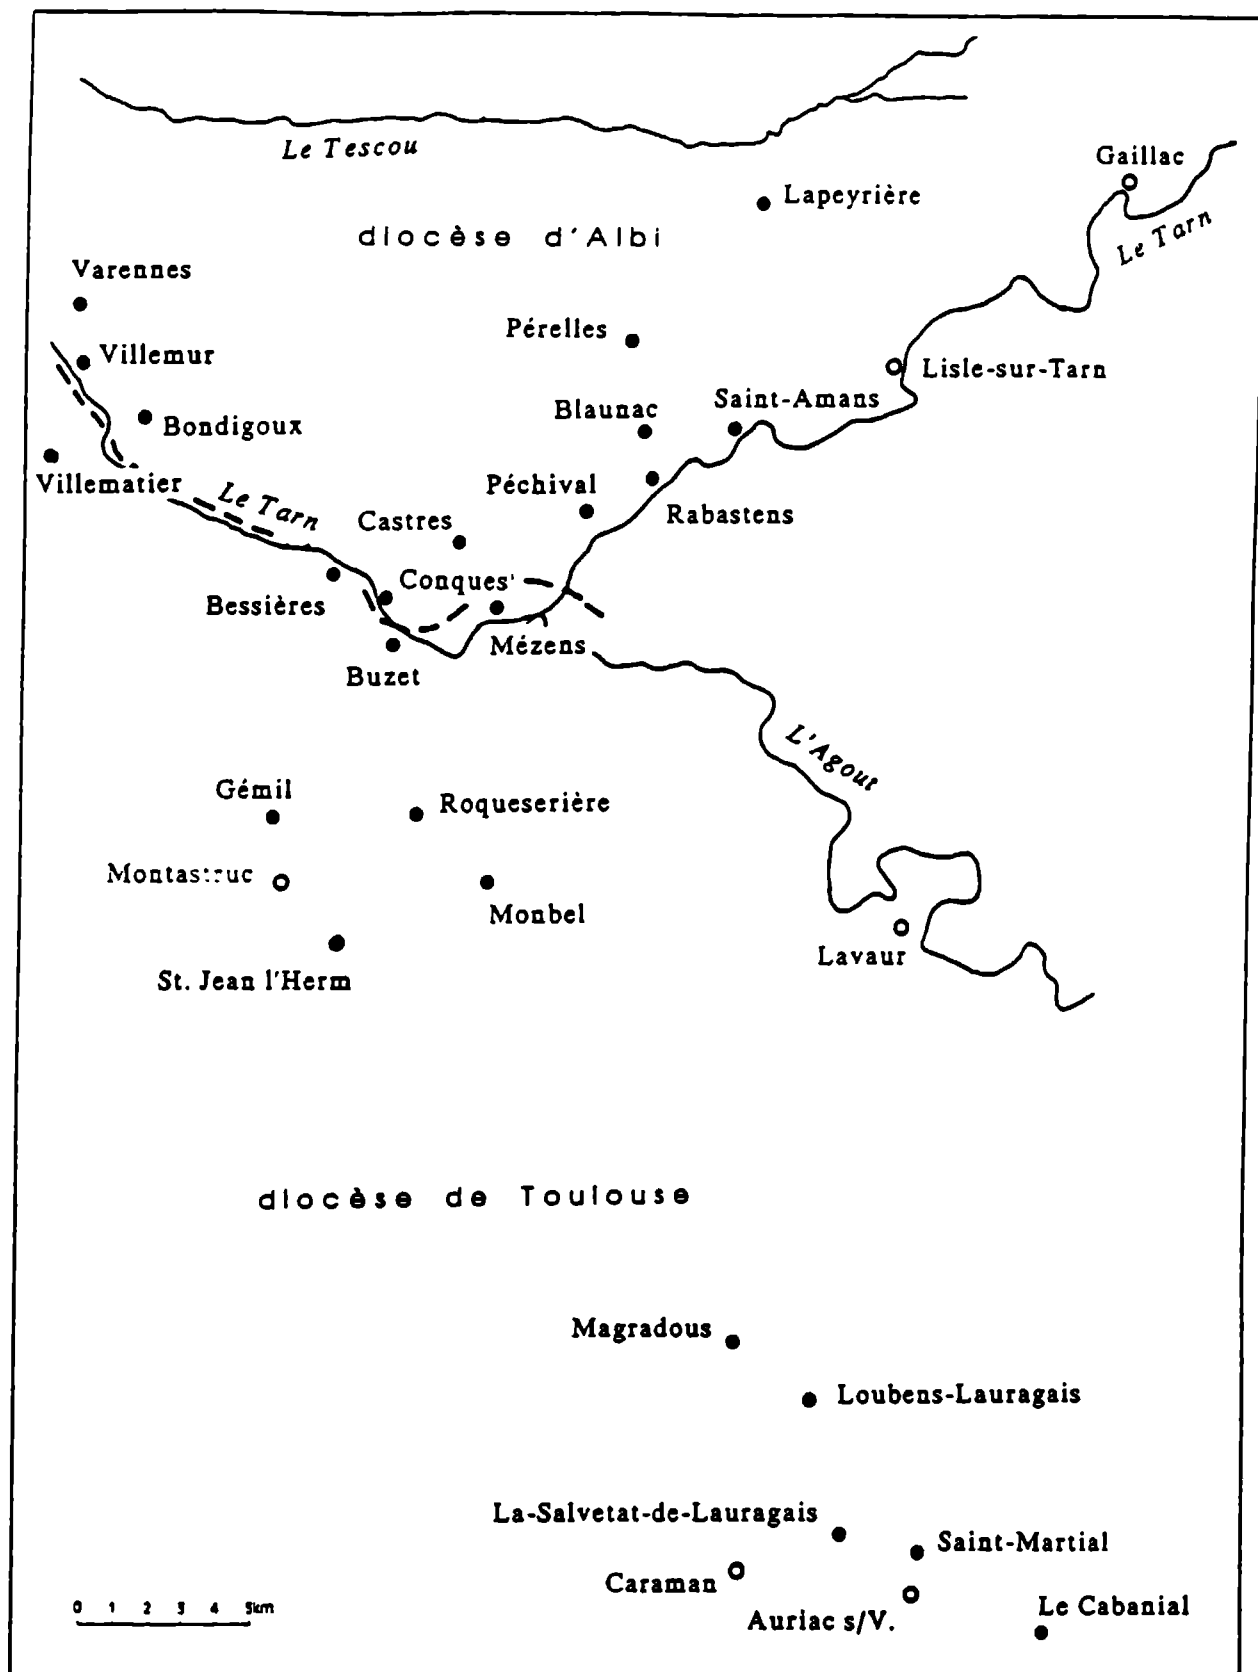 Le Tescou
Gaillac
Lapeyrière
Le Tarn
diocèse d'Albi
Varennes
Pérelles
Villemur
Lisle-sur-Tarn
Saint-Amans
Blaunac
Bondigoux
Villematier
Péchival
Le Tarn
Rabastens
Castres
Conques
Bessières
Mézens
Buzet
L'Agout
Gémil
Roqueserière
Montastruc
Monbel
Lavaur
St. Jean l'Herm
diocèse de Toulouse
Magradous
Loubens-Lauragais
La-Salvetat-de-Lauragais
Saint-Martial
Caraman
Le Cabanial
Auriac s/V.
0 1 2 3 4 5km